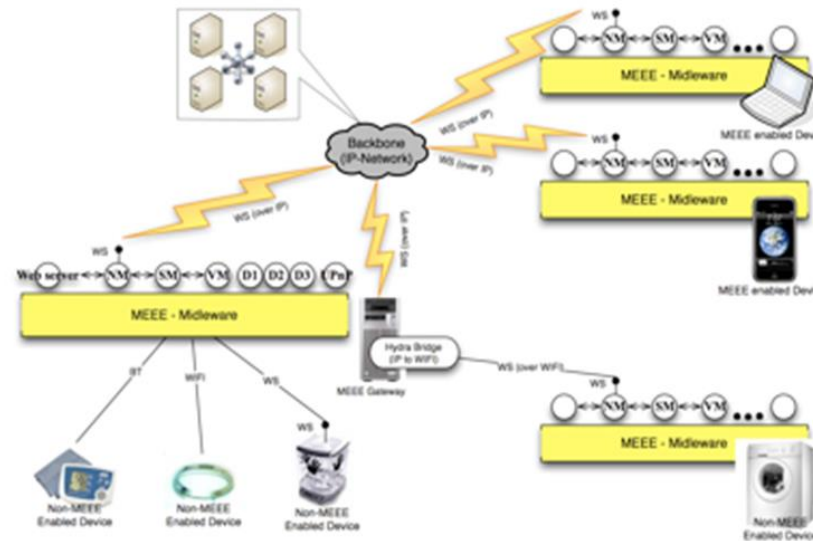 WS
NM SM VM
MEEE - Midleware
MEEE enabled Devi
WS (over IP)
Backbone
(IP-Network)
WS (over IP)
WS
NM SM VM
MEEE - Midleware
MEEE enabled Devi
WS (over IP)
WS (over IP)
WS
Web server NM SM VM D1 D2 D3 UPnP
MEEE - Midleware
Hydra Bridge
(IP to WIFI)
MEEE Gateway
WS (over WIFI)
WS
NM SM VM
MEEE - Midleware
Non-MEEE
Enabled Devic
BT
WIFI
WS
WS
Non-MEEE
Enabled Device
Non-MEEE
Enabled Device
Non-MEEE
Enabled Device